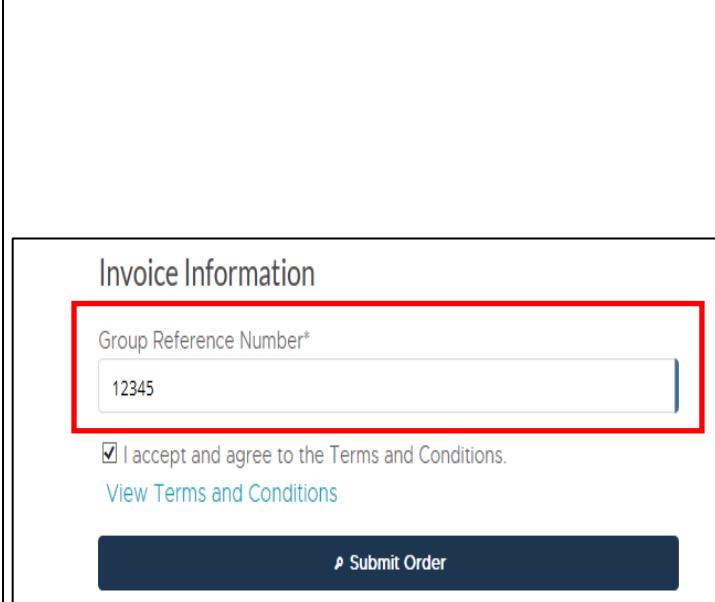 Invoice Information
Group Reference Number*
12345
I accept and agree to the Terms and Conditions.
View Terms and Conditions
Submit Order